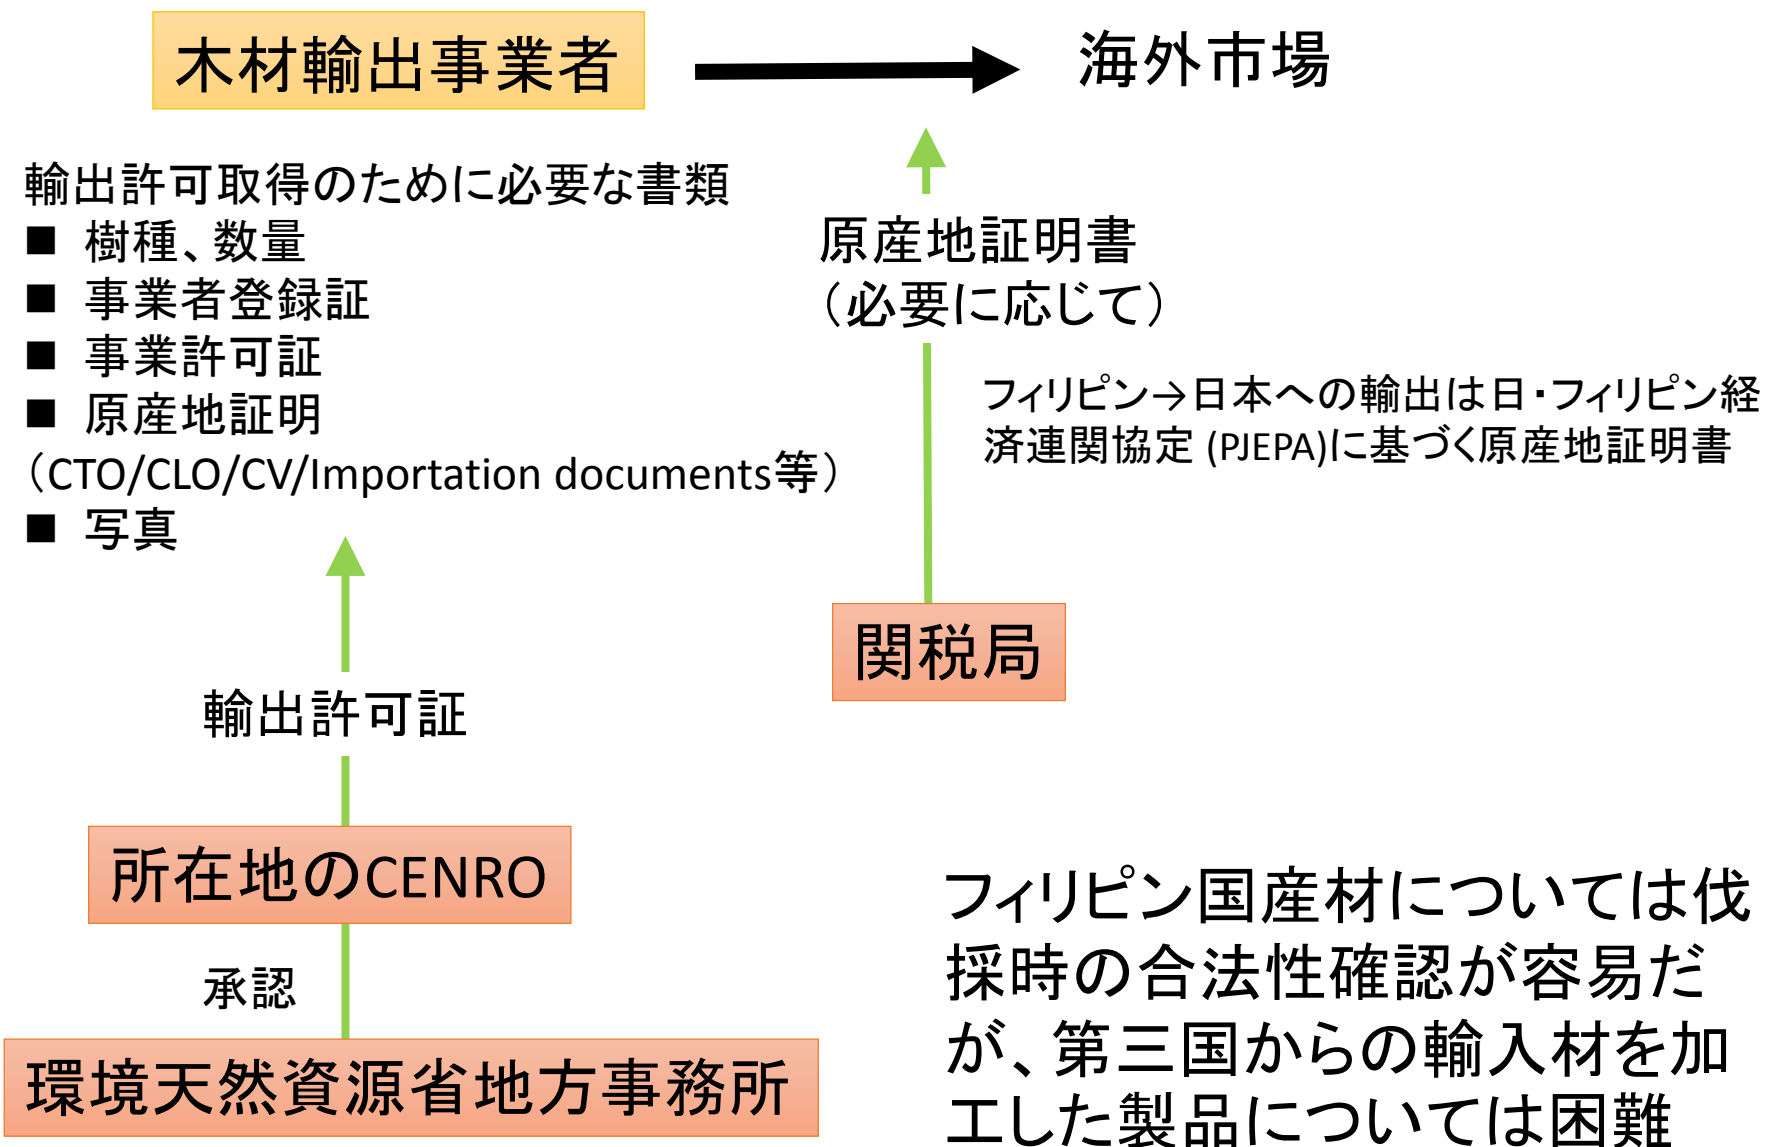 木材輸出事業者
海外市場
輸出許可取得のために必要な書類
■ 樹種、数量
■ 事業者登録証
■ 事業許可証
■ 原産地証明
（CTO/CLO/CV/Importation documents等）
■ 写真
原産地証明書
（必要に応じて）
フィリピン→日本への輸出は日・フィリピン経
済連関協定 (PJEPA)に基づく原産地証明書
関税局
輸出許可証
所在地のCENRO
承認
環境天然資源省地方事務所
フィリピン国産材については伐
採時の合法性確認が容易だ
が、第三国からの輸入材を加
工した製品については困難